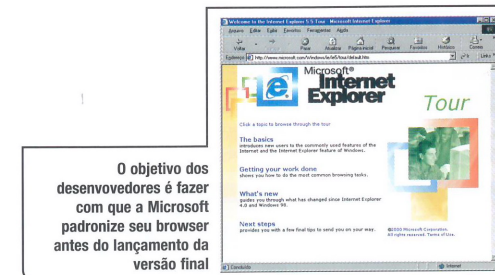 Welcome to the Internet Explorer 5.5 Tour - Microsoft Internet Explorer
Arquivo Editar Exibir Favoritos Ferramentas Ajuda
Voltar Parar Atualizar Página inicial Pesquisar Favoritos Histórico Correio
Endereço http://www.microsoft.com/Windows/ie/ie5/tour/default.htm Links
Microsoft®
Internet
Explorer
Tour
Click a topic to browse through the tour
The basics
introduces new users to the commonly used features of the
Internet and the Internet Explorer feature of Windows.
Getting your work done
shows you how to do the most common browsing tasks.
What's new
guides you through what has changed since Internet Explorer
4.0 and Windows 98.
Next steps
provides you with a few final tips to send you on your way.
©2000 Microsoft Corporation.
All rights reserved. Terms of Use.
Concluído Internet
O objetivo dos
desenvovedores é fazer
com que a Microsoft
padronize seu browser
antes do lançamento da
versão final